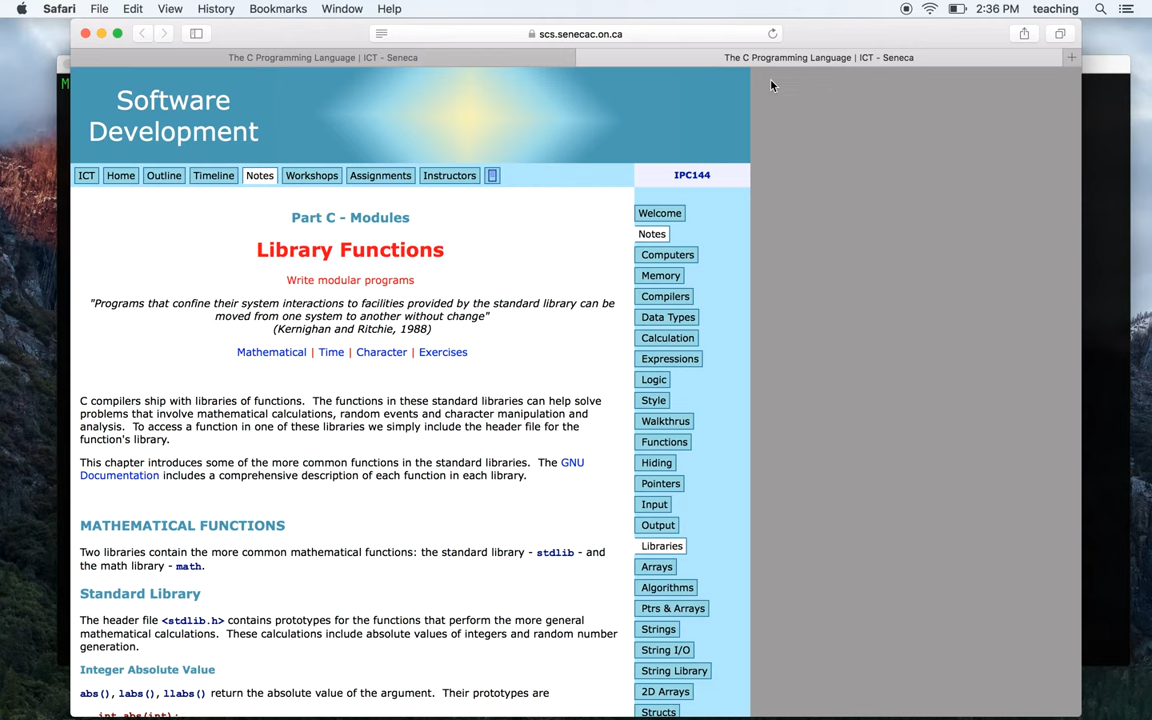 Safari File Edit View History Bookmarks Window Help 2:36 PM teaching
scs.senecac.on.ca
The C Programming Language | ICT - Seneca The C Programming Language | ICT - Seneca
M
Software
Development
ICT Home Outline Timeline Notes Workshops Assignments Instructors IPC144
Part C - Modules
Library Functions
Write modular programs
"Programs that confine their system interactions to facilities provided by the standard library can be
moved from one system to another without change"
(Kernighan and Ritchie, 1988)
Mathematical | Time | Character | Exercises
C compilers ship with libraries of functions. The functions in these standard libraries can help solve
problems that involve mathematical calculations, random events and character manipulation and
analysis. To access a function in one of these libraries we simply include the header file for the
function's library.
This chapter introduces some of the more common functions in the standard libraries. The GNU
Documentation includes a comprehensive description of each function in each library.
MATHEMATICAL FUNCTIONS
Two libraries contain the more common mathematical functions: the standard library - stdlib - and
the math library - math.
Standard Library
The header file <stdlib.h> contains prototypes for the functions that perform the more general
mathematical calculations. These calculations include absolute values of integers and random number
generation.
Integer Absolute Value
abs(), labs(), llabs() return the absolute value of the argument. Their prototypes are
int abs(int);
Welcome
Notes
Computers
Memory
Compilers
Data Types
Calculation
Expressions
Logic
Style
Walkthrus
Functions
Hiding
Pointers
Input
Output
Libraries
Arrays
Algorithms
Ptrs & Arrays
Strings
String I/O
String Library
2D Arrays
Structs